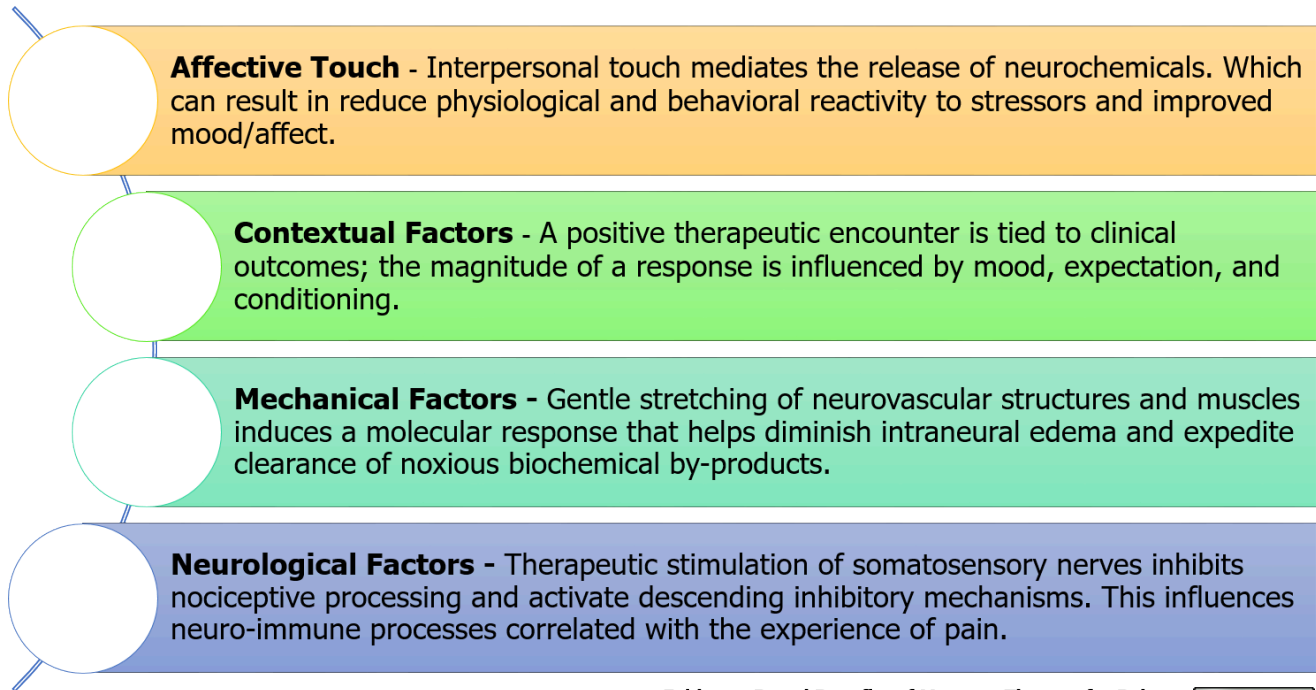 Affective Touch - Interpersonal touch mediates the release of neurochemicals. Which
can result in reduce physiological and behavioral reactivity to stressors and improved
mood/affect.
Contextual Factors - A positive therapeutic encounter is tied to clinical
outcomes; the magnitude of a response is influenced by mood, expectation, and
conditioning.
Mechanical Factors - Gentle stretching of neurovascular structures and muscles
induces a molecular response that helps diminish intraneural edema and expedite
clearance of noxious biochemical by-products.
Neurological Factors - Therapeutic stimulation of somatosensory nerves inhibits
nociceptive processing and activate descending inhibitory mechanisms. This influences
neuro-immune processes correlated with the experience of pain.